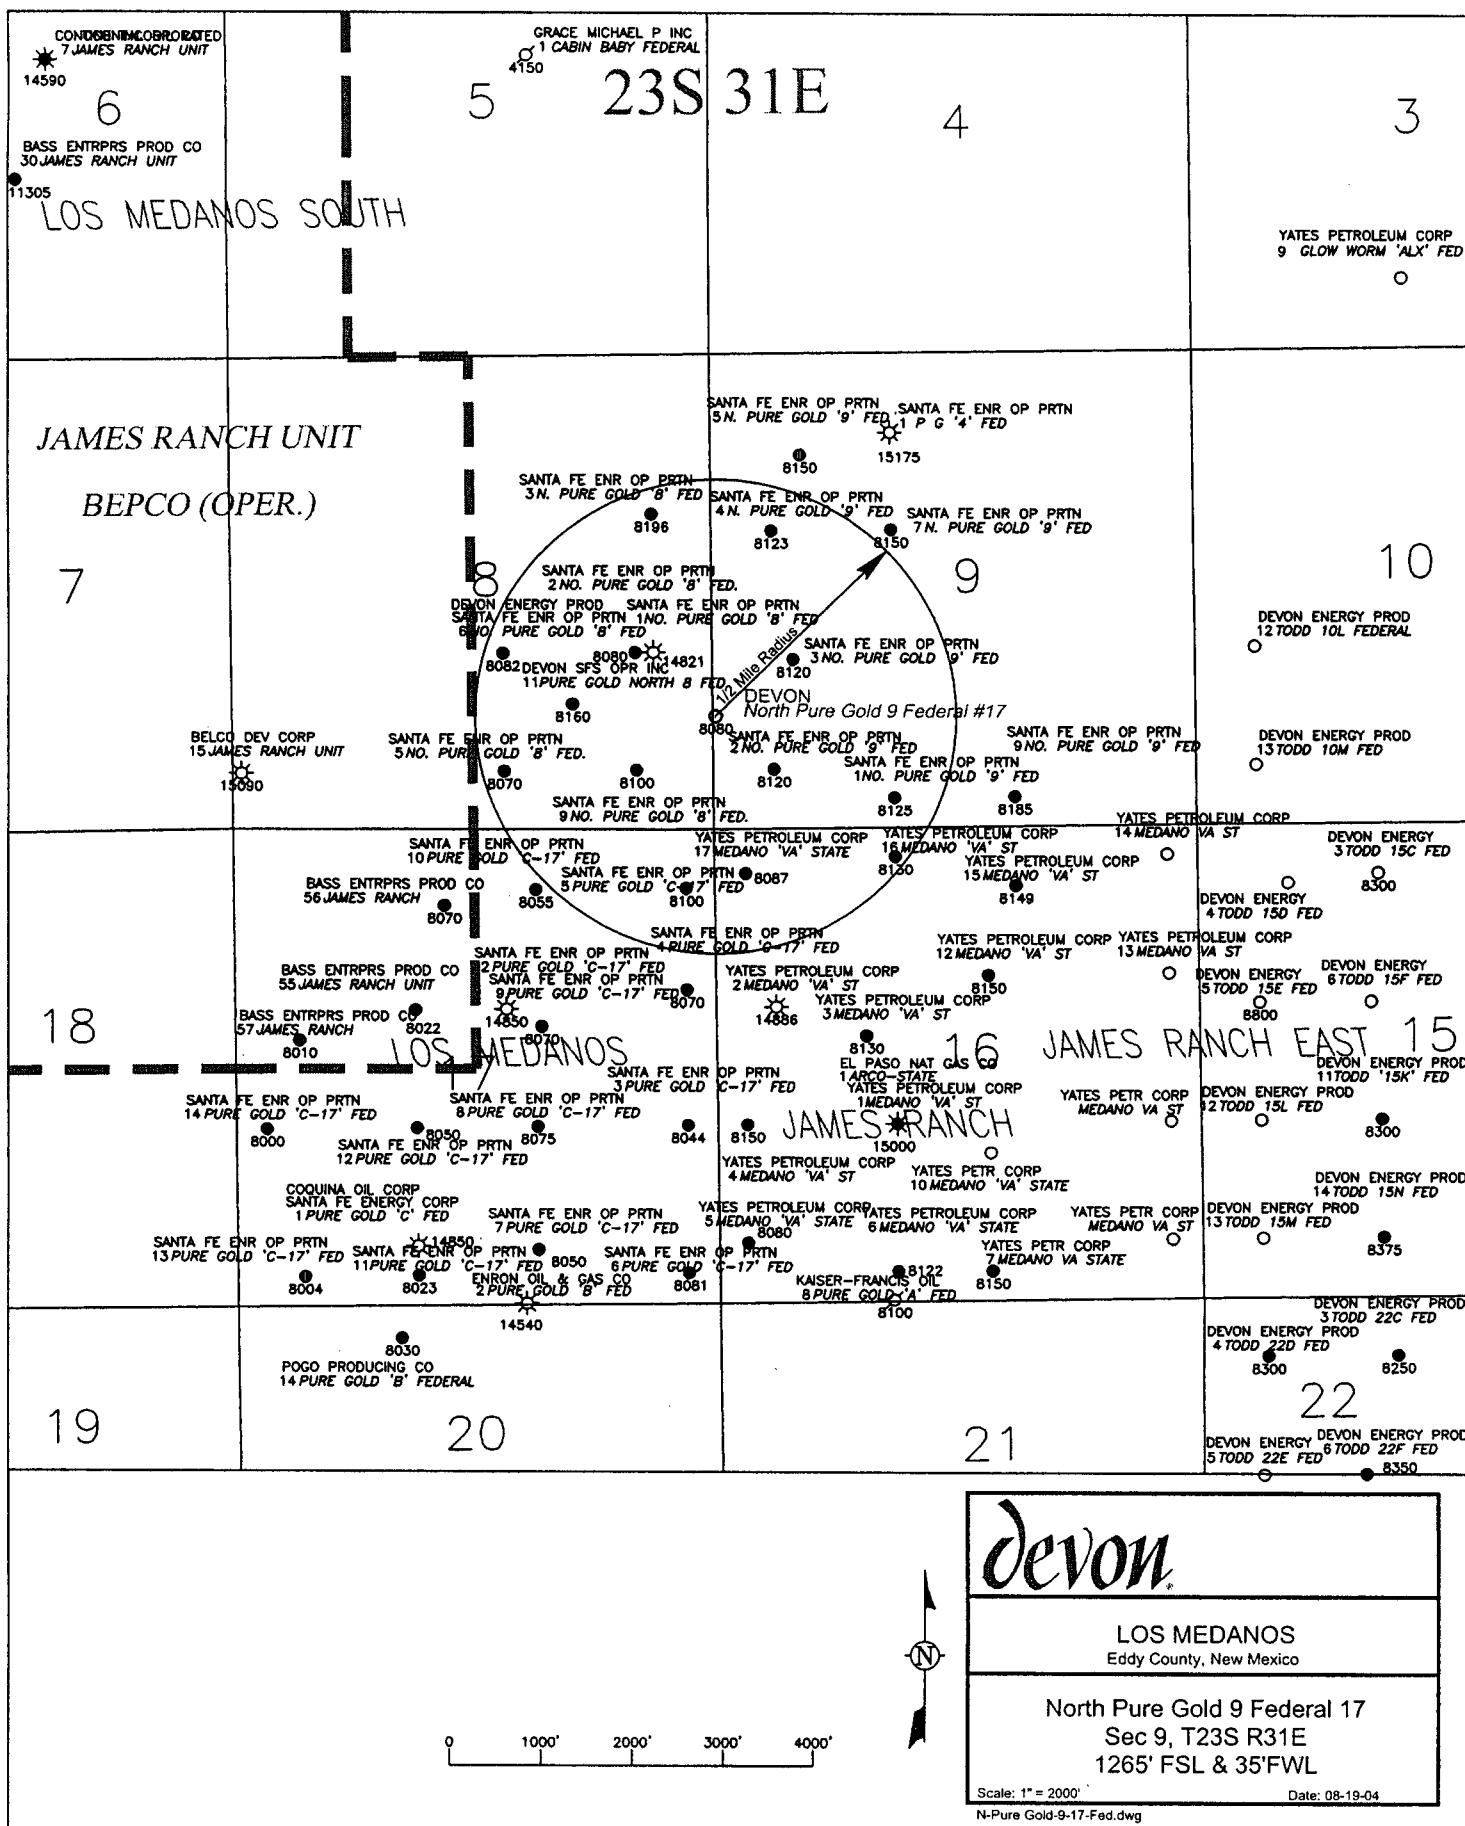 GRACE MICHAEL P INC
1 CABIN BABY FEDERAL
4150
7 JAMES RANCH UNIT
14590
6
5
23S 31E
4
3
BASS ENTRPRS PROD CO
30 JAMES RANCH UNIT
11305
LOS MEDANOS SOUTH
YATES PETROLEUM CORP
9 GLOW WORM 'ALX' FED
JAMES RANCH UNIT
BEPCO (OPER.)
SANTA FE ENR OP PRTN
5 N. PURE GOLD '9' FED
8150
SANTA FE ENR OP PRTN
1 P G '4' FED
15175
SANTA FE ENR OP PRTN
3 N. PURE GOLD '8' FED
8196
SANTA FE ENR OP PRTN
4 N. PURE GOLD '9' FED
8123
SANTA FE ENR OP PRTN
7 N. PURE GOLD '9' FED
8150
7
8
9
10
SANTA FE ENR OP PRTN
2 NO. PURE GOLD '8' FED.
DEVON ENERGY PROD
SANTA FE ENR OP PRTN
6 NO. PURE GOLD '8' FED
8082
SANTA FE ENR OP PRTN
1 NO. PURE GOLD '8' FED
8080
14821
DEVON SFS OPR INC
11 PURE GOLD NORTH 8 FED
8160
1/2 Mile Radius
SANTA FE ENR OP PRTN
3 NO. PURE GOLD '9' FED
8120
DEVON ENERGY PROD
12 TODD 10L FEDERAL
DEVON
North Pure Gold 9 Federal #17
8080
BELCO DEV CORP
15 JAMES RANCH UNIT
15090
SANTA FE ENR OP PRTN
5 NO. PURE GOLD '8' FED.
8070
8100
SANTA FE ENR OP PRTN
9 NO. PURE GOLD '8' FED.
SANTA FE ENR OP PRTN
2 NO. PURE GOLD '9' FED
8120
SANTA FE ENR OP PRTN
1 NO. PURE GOLD '9' FED
8125
SANTA FE ENR OP PRTN
9 NO. PURE GOLD '9' FED
8185
DEVON ENERGY PROD
13 TODD 10M FED
SANTA FE ENR OP PRTN
10 PURE GOLD 'C-17' FED
8055
SANTA FE ENR OP PRTN
5 PURE GOLD 'C-17' FED
8100
YATES PETROLEUM CORP
17 MEDANO 'VA' STATE
8087
YATES PETROLEUM CORP
16 MEDANO 'VA' ST
8130
YATES PETROLEUM CORP
15 MEDANO 'VA' ST
8149
YATES PETROLEUM CORP
14 MEDANO VA ST
DEVON ENERGY
3 TODD 15C FED
8300
DEVON ENERGY
4 TODD 15D FED
BASS ENTRPRS PROD CO
56 JAMES RANCH
8070
SANTA FE ENR OP PRTN
4 PURE GOLD 'C-17' FED
8070
YATES PETROLEUM CORP
12 MEDANO 'VA' ST
8150
YATES PETROLEUM CORP
13 MEDANO VA ST
DEVON ENERGY
5 TODD 15E FED
8800
DEVON ENERGY
6 TODD 15F FED
BASS ENTRPRS PROD CO
55 JAMES RANCH UNIT
8022
SANTA FE ENR OP PRTN
2 PURE GOLD 'C-17' FED
14850
SANTA FE ENR OP PRTN
9 PURE GOLD 'C-17' FED
8070
YATES PETROLEUM CORP
2 MEDANO 'VA' ST
14886
YATES PETROLEUM CORP
3 MEDANO 'VA' ST
8130
BASS ENTRPRS PROD CO
57 JAMES RANCH
8010
18
17
LOS MEDANOS
16
JAMES RANCH EAST
15
SANTA FE ENR OP PRTN
14 PURE GOLD 'C-17' FED
8000
8050
SANTA FE ENR OP PRTN
12 PURE GOLD 'C-17' FED
SANTA FE ENR OP PRTN
8 PURE GOLD 'C-17' FED
8075
SANTA FE ENR OP PRTN
3 PURE GOLD 'C-17' FED
8044
8150
YATES PETROLEUM CORP
4 MEDANO 'VA' ST
EL PASO NAT GAS CO
1 ARCO-STATE
YATES PETROLEUM CORP
1 MEDANO 'VA' ST
JAMES RANCH
15000
YATES PETR CORP
10 MEDANO 'VA' STATE
YATES PETR CORP
MEDANO VA ST
DEVON ENERGY PROD
12 TODD 15L FED
DEVON ENERGY PROD
11 TODD '15K' FED
8300
COQUINA OIL CORP
SANTA FE ENERGY CORP
1 PURE GOLD 'C' FED
14850
SANTA FE ENR OP PRTN
13 PURE GOLD 'C-17' FED
8004
SANTA FE ENR OP PRTN
11 PURE GOLD 'C-17' FED
8023
SANTA FE ENR OP PRTN
7 PURE GOLD 'C-17' FED
8050
SANTA FE ENR OP PRTN
6 PURE GOLD 'C-17' FED
8081
ENRON OIL & GAS CO
2 PURE GOLD 'B' FED
14540
YATES PETROLEUM CORP
5 MEDANO 'VA' STATE
8080
YATES PETROLEUM CORP
6 MEDANO 'VA' STATE
8122
YATES PETR CORP
7 MEDANO VA STATE
8150
KAISER-FRANCIS OIL
8 PURE GOLD 'A' FED
8100
YATES PETR CORP
MEDANO VA ST
DEVON ENERGY PROD
13 TODD 15M FED
DEVON ENERGY PROD
14 TODD 15N FED
8375
8030
POGO PRODUCING CO
14 PURE GOLD 'B' FEDERAL
DEVON ENERGY PROD
4 TODD 22D FED
8300
DEVON ENERGY PROD
3 TODD 22C FED
8250
19
20
21
22
DEVON ENERGY
5 TODD 22E FED
DEVON ENERGY PROD
6 TODD 22F FED
8350
devon
LOS MEDANOS
Eddy County, New Mexico
North Pure Gold 9 Federal 17
Sec 9, T23S R31E
1265' FSL & 35'FWL
Scale: 1" = 2000'
Date: 08-19-04
N-Pure Gold-9-17-Fed.dwg
N
0 1000' 2000' 3000' 4000'